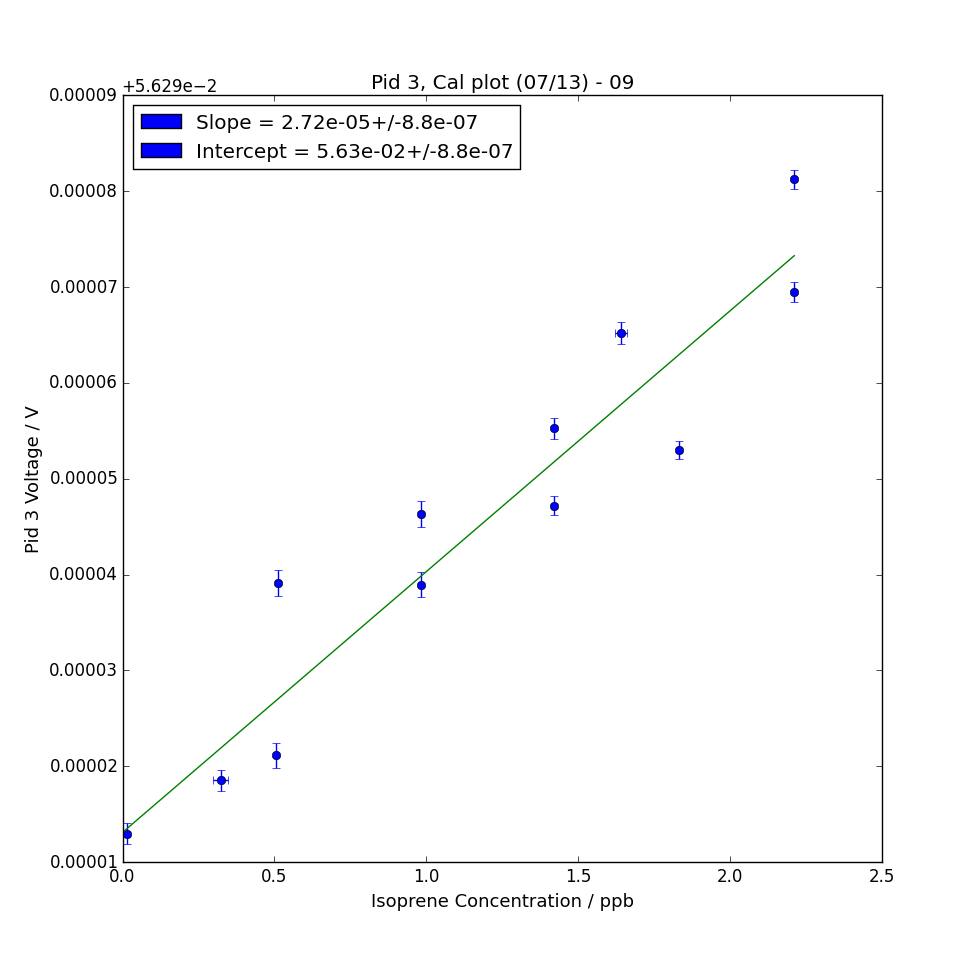 Pid 3, Cal plot (07/13) - 09
+5.629e−2
Slope = 2.72e-05+/-8.8e-07
Intercept = 5.63e-02+/-8.8e-07
0.00009
0.00008
0.00007
0.00006
0.00005
0.00004
0.00003
0.00002
0.00001
Pid 3 Voltage / V
0.0 0.5 1.0 1.5 2.0 2.5
Isoprene Concentration / ppb